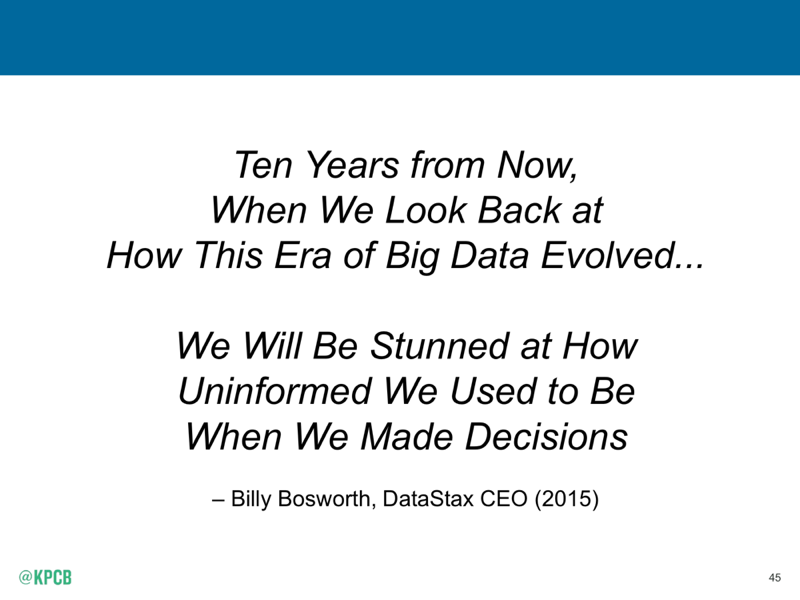 Ten Years from Now,
When We Look Back at
How This Era of Big Data Evolved...
We Will Be Stunned at How
Uninformed We Used to Be
When We Made Decisions
– Billy Bosworth, DataStax CEO (2015)
@KPCB
45